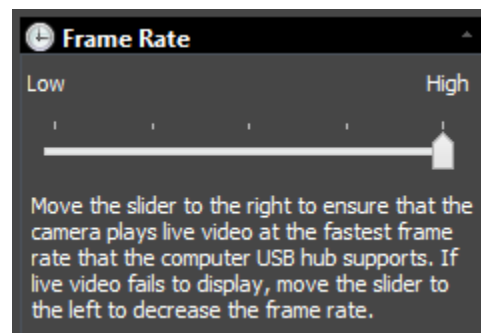 Frame Rate
Low High
Move the slider to the right to ensure that the
camera plays live video at the fastest frame
rate that the computer USB hub supports. If
live video fails to display, move the slider to
the left to decrease the frame rate.